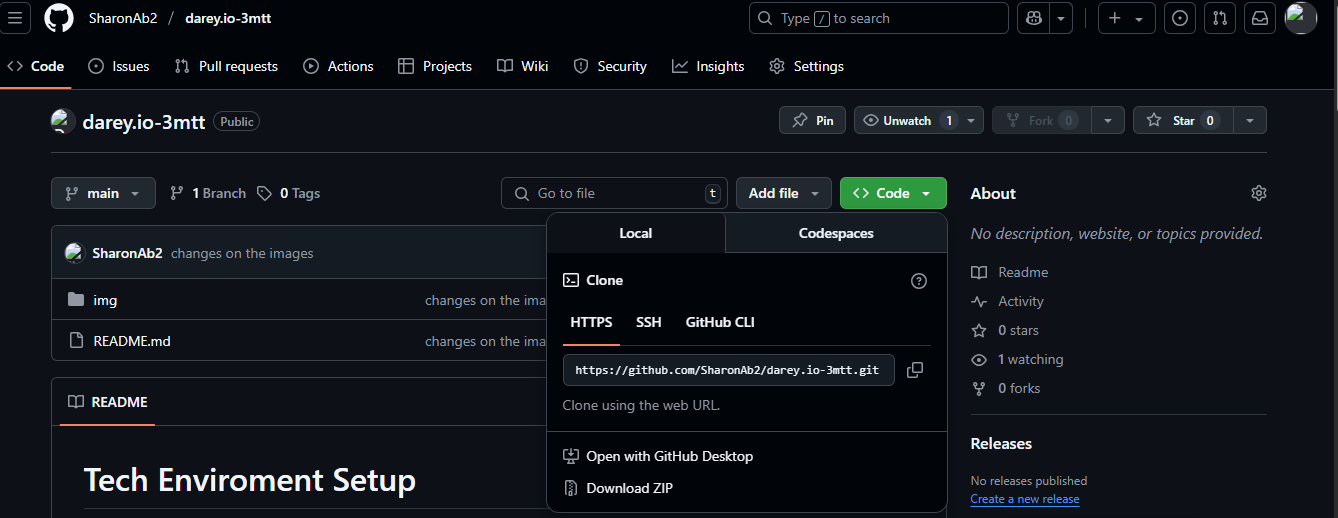 SharonAb2 / darey.io-3mtt
Type / to search
Code Issues Pull requests Actions Projects Wiki Security Insights Settings
darey.io-3mtt Public
Pin Unwatch 1 Fork 0 Star 0
main 1 Branch 0 Tags Go to file t Add file Code
Local Codespaces
Clone
HTTPS SSH GitHub CLI
https://github.com/SharonAb2/darey.io-3mtt.git
Clone using the web URL.
Open with GitHub Desktop
Download ZIP
SharonAb2 changes on the images
img changes on the ima
README.md changes on the ima
README
Tech Enviroment Setup
About
No description, website, or topics provided.
Readme
Activity
0 stars
1 watching
0 forks
Releases
No releases published
Create a new release